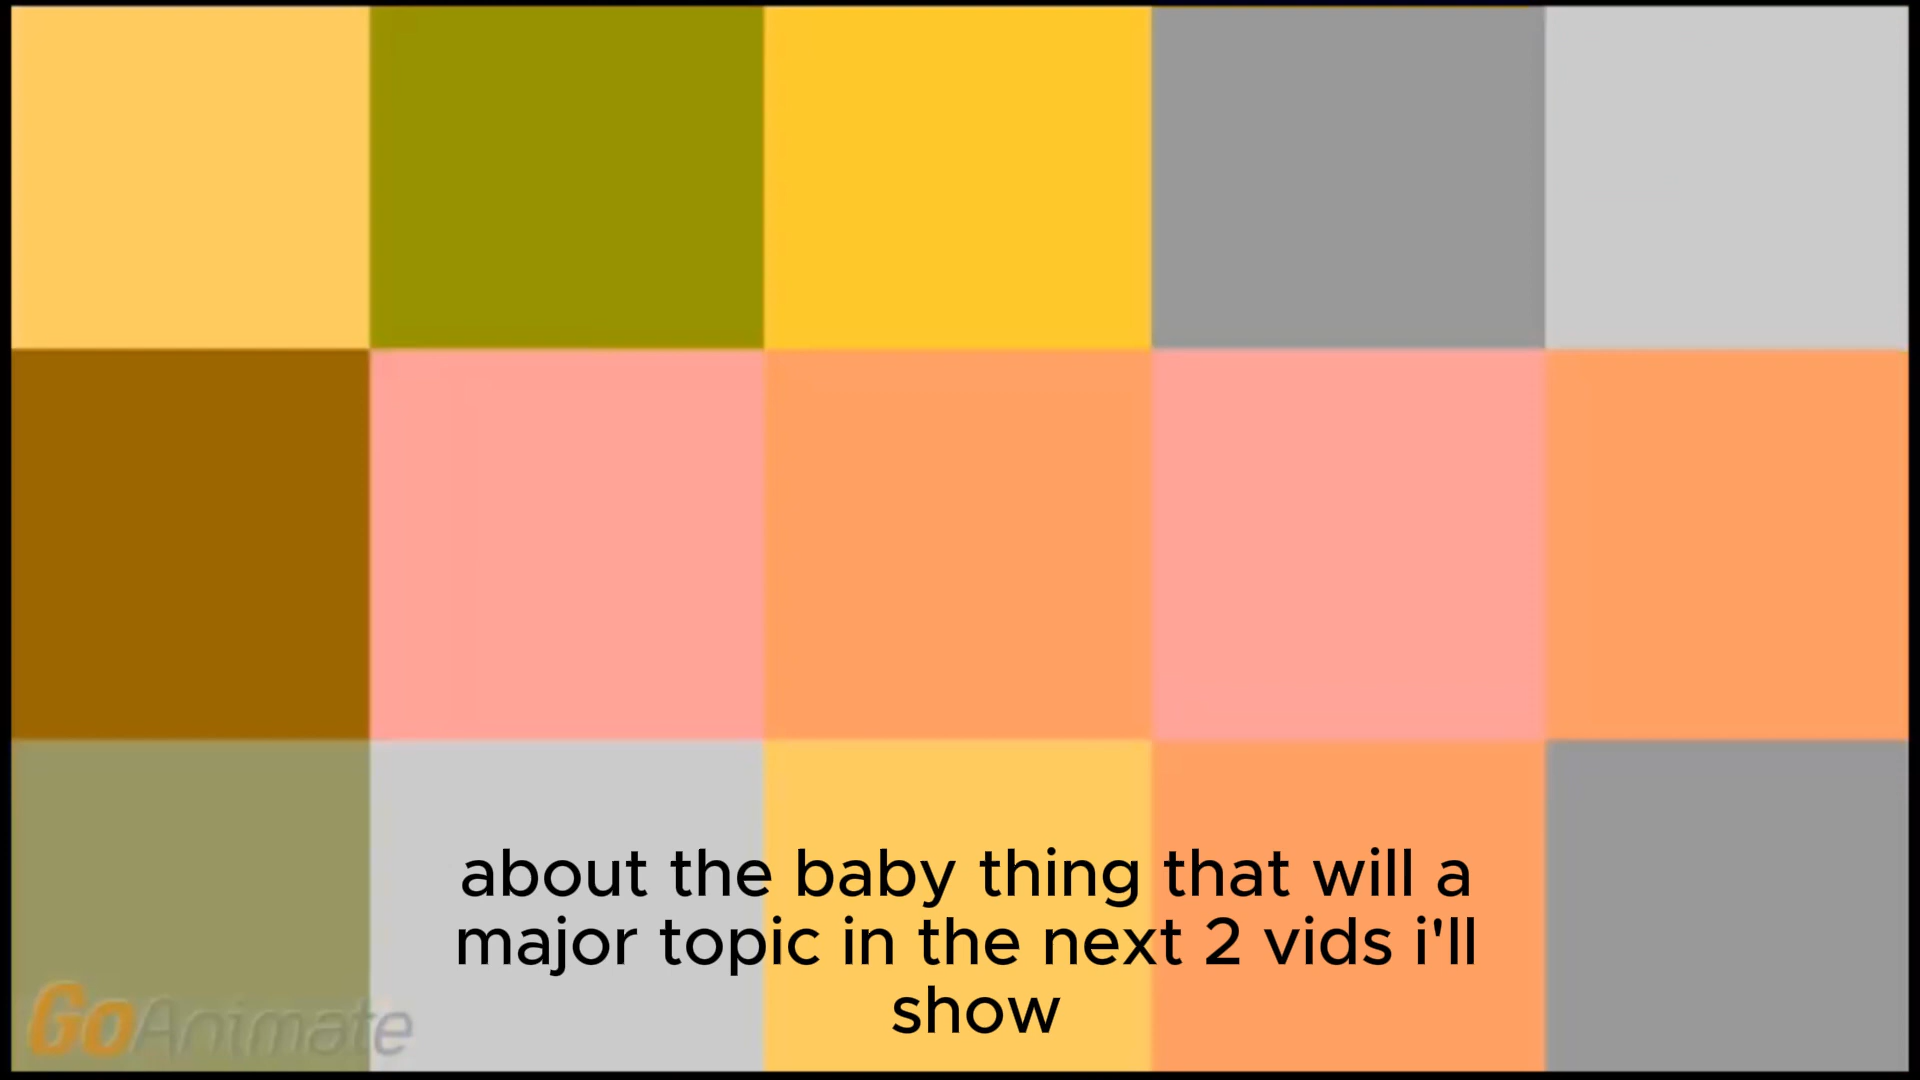 about the baby thing that will a
major topic in the next 2 vids i'll
show
GoAnimate